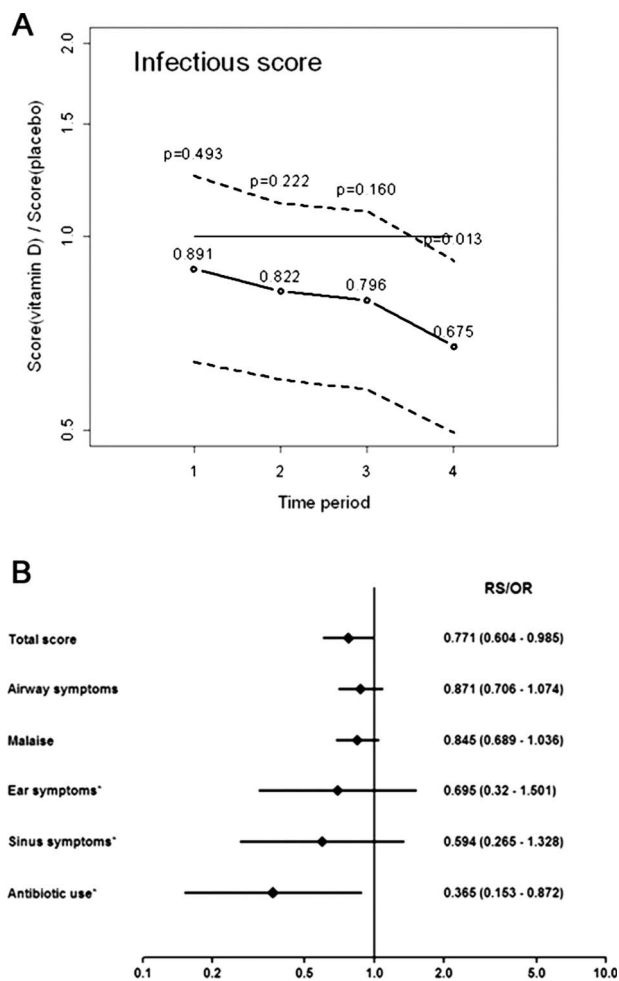 A
Infectious score
Score(vitamin D) / Score(placebo)
2.0
1.5
1.0
0.5
p=0.493
p=0.222
p=0.160
p=0.013
0.891
0.822
0.796
0.675
1 2 3 4
Time period
B
RS/OR
Total score 0.771 (0.604 - 0.985)
Airway symptoms 0.871 (0.706 - 1.074)
Malaise 0.845 (0.689 - 1.036)
Ear symptoms* 0.695 (0.32 - 1.501)
Sinus symptoms* 0.594 (0.265 - 1.328)
Antibiotic use* 0.365 (0.153 - 0.872)
0.1 0.2 0.5 1.0 2.0 5.0 10.0